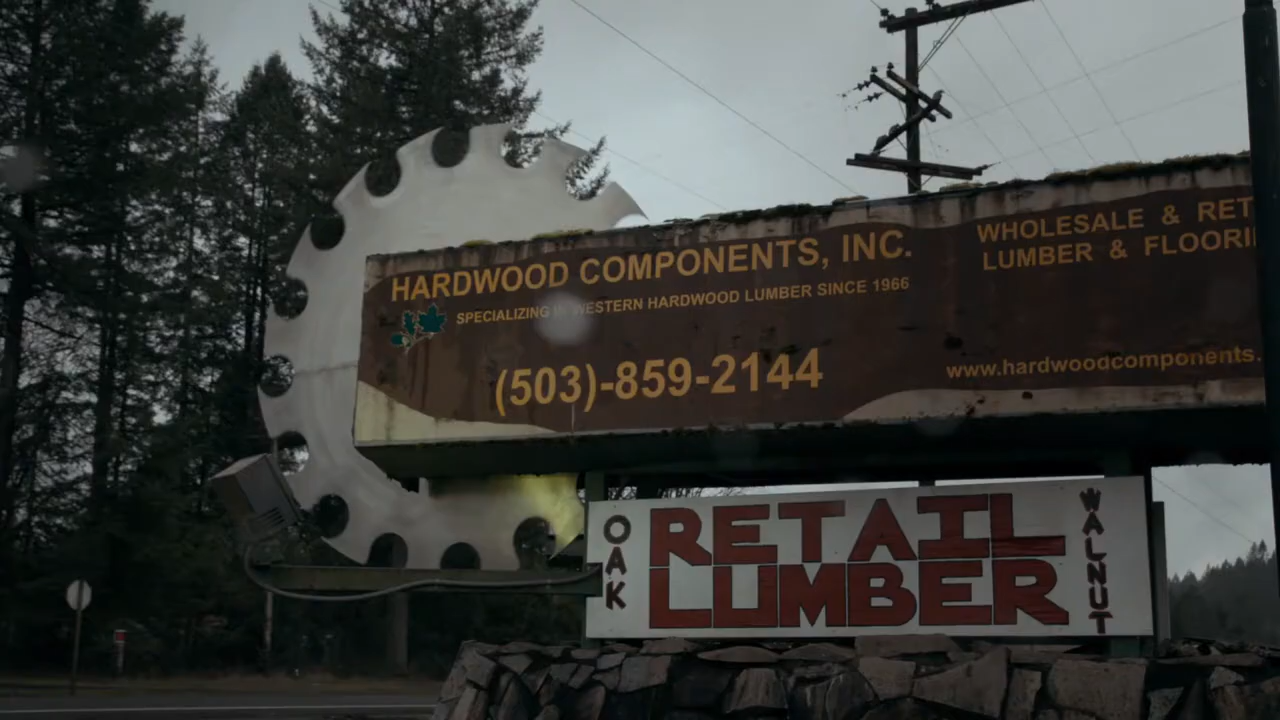 HARDWOOD COMPONENTS, INC.
SPECIALIZING IN WESTERN HARDWOOD LUMBER SINCE 1966
(503)-859-2144
WHOLESALE & RET
LUMBER & FLOORI
www.hardwoodcomponents.
OAK
RETAIL
LUMBER
WALNUT